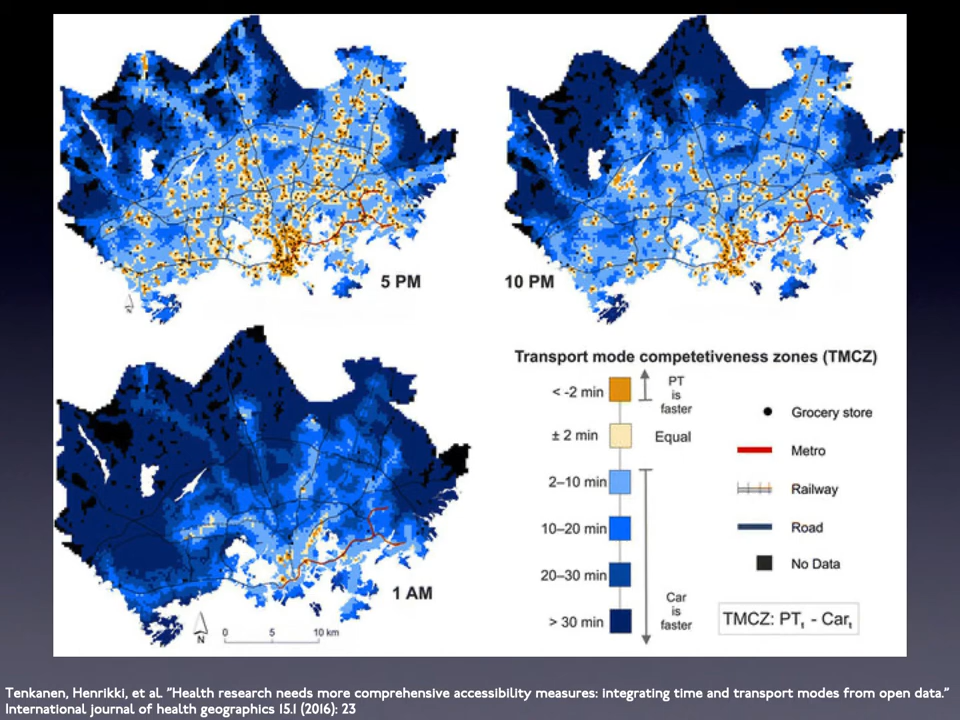 5 PM
10 PM
1 AM
N
0 5 10 km
Transport mode competetiveness zones (TMCZ)
< -2 min
PT is faster
± 2 min
Equal
2–10 min
10–20 min
20–30 min
> 30 min
Car is faster
Grocery store
Metro
Railway
Road
No Data
TMCZ: PTt - Cart
Tenkanen, Henrikki, et al. "Health research needs more comprehensive accessibility measures: integrating time and transport modes from open data."
International journal of health geographics 15.1 (2016): 23